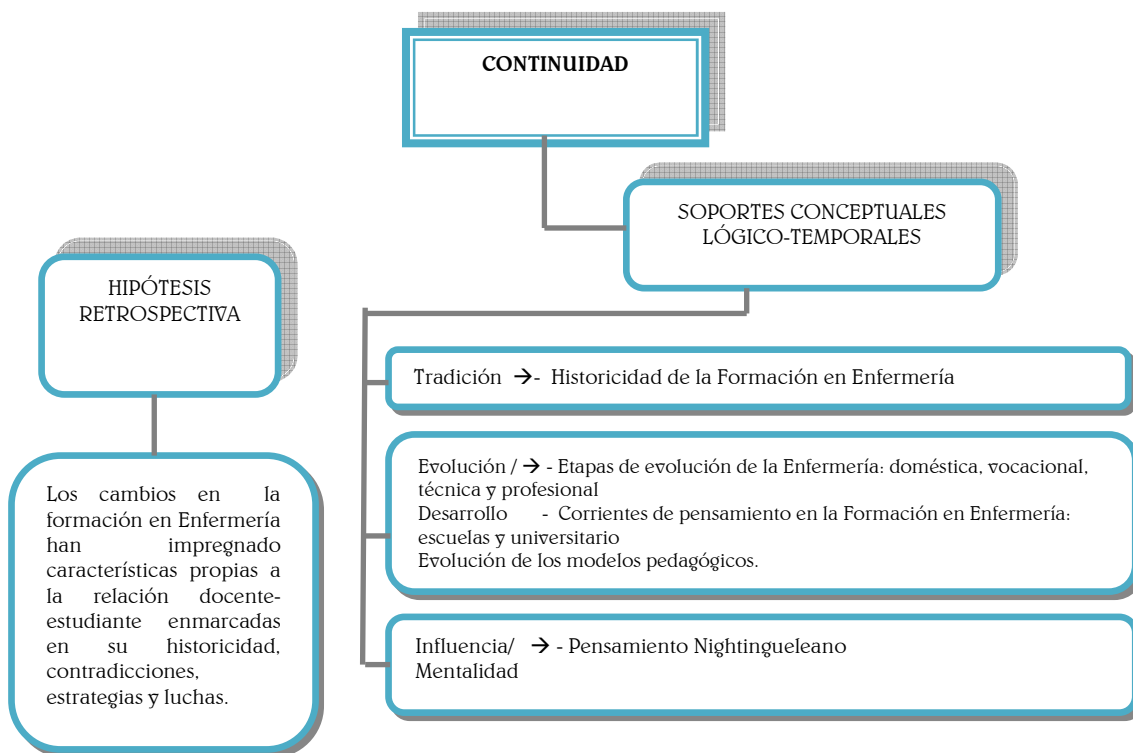 CONTINUIDAD
SOPORTES CONCEPTUALES
LÓGICO-TEMPORALES
HIPÓTESIS
RETROSPECTIVA
Tradición →- Historicidad de la Formación en Enfermería
Evolución / → - Etapas de evolución de la Enfermería: doméstica, vocacional,
técnica y profesional
Desarrollo - Corrientes de pensamiento en la Formación en Enfermería:
escuelas y universitario
Evolución de los modelos pedagógicos.
Los cambios en la
formación en Enfermería
han impregnado
características propias a
la relación docente-
estudiante enmarcadas
en su historicidad,
contradicciones,
estrategias y luchas.
Influencia/ → - Pensamiento Nightingueleano
Mentalidad